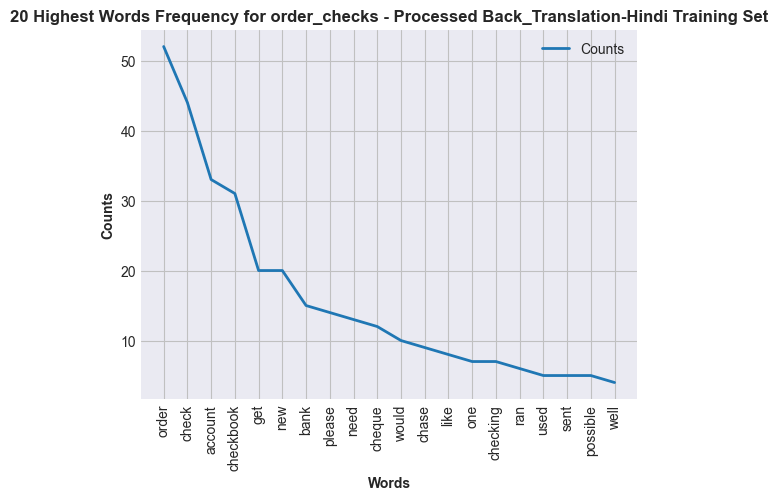 20 Highest Words Frequency for order_checks - Processed Back_Translation-Hindi Training Set
Counts
50
40
30
20
10
Counts
order
check
account
checkbook
get
new
bank
please
need
cheque
would
chase
like
one
checking
ran
used
sent
possible
well
Words